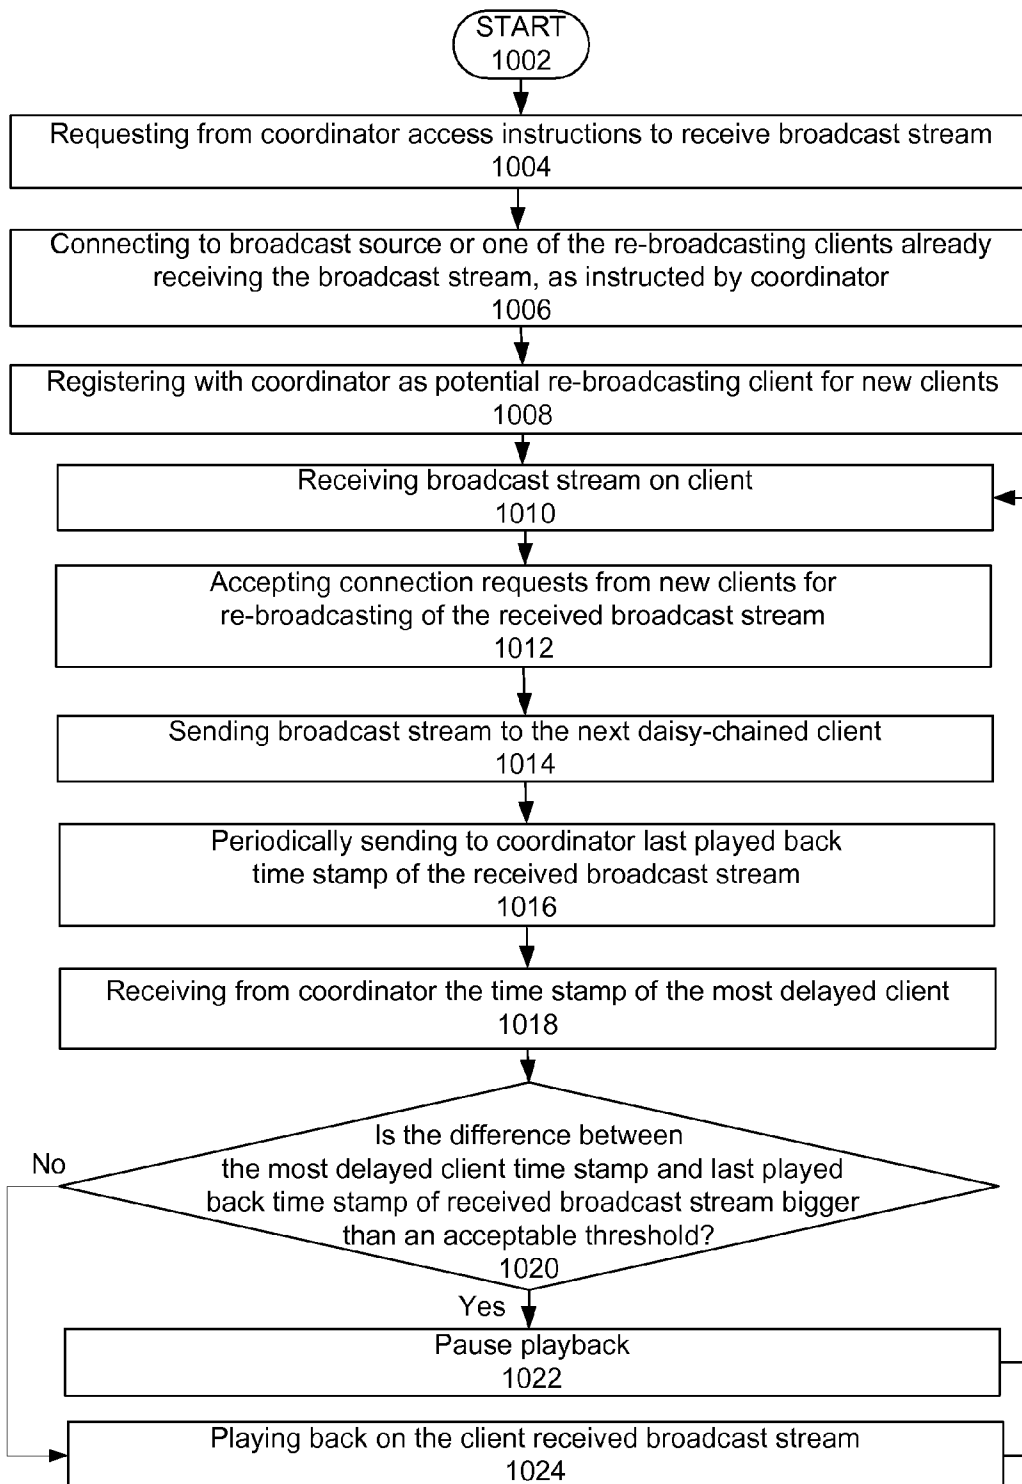 START
1002
Requesting from coordinator access instructions to receive broadcast stream
1004
Connecting to broadcast source or one of the re-broadcasting clients already
receiving the broadcast stream, as instructed by coordinator
1006
Registering with coordinator as potential re-broadcasting client for new clients
1008
Receiving broadcast stream on client
1010
Accepting connection requests from new clients for
re-broadcasting of the received broadcast stream
1012
Sending broadcast stream to the next daisy-chained client
1014
Periodically sending to coordinator last played back
time stamp of the received broadcast stream
1016
Receiving from coordinator the time stamp of the most delayed client
1018
Is the difference between
the most delayed client time stamp and last played
back time stamp of received broadcast stream bigger
than an acceptable threshold?
1020
No
Yes
Pause playback
1022
Playing back on the client received broadcast stream
1024